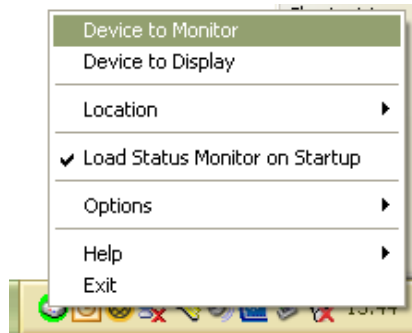 Device to Monitor
Device to Display
Location
Load Status Monitor on Startup
Options
Help
Exit